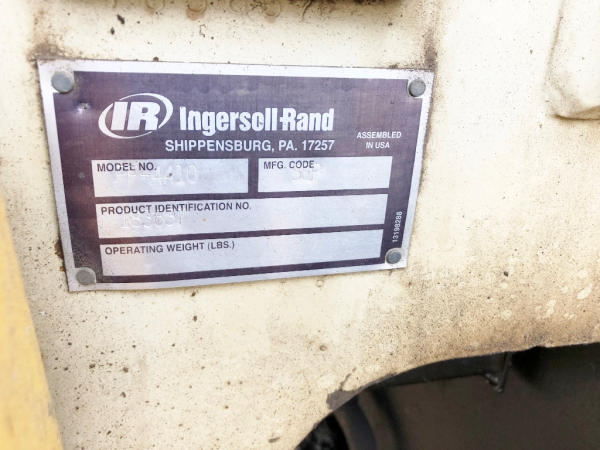 IR Ingersoll-Rand
SHIPPENSBURG, PA. 17257
ASSEMBLED
IN USA
MODEL NO.
MFG. CODE
PRODUCT IDENTIFICATION NO.
OPERATING WEIGHT (LBS.)
13198288